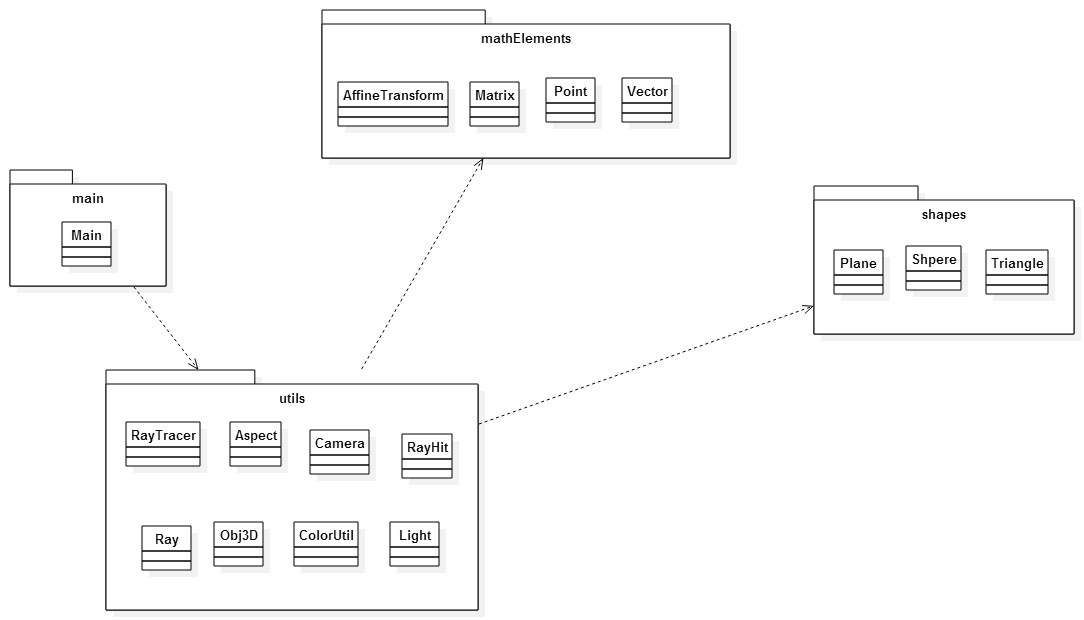 mathElements
AffineTransform
Matrix
Point
Vector
main
Main
shapes
Plane
Shpere
Triangle
utils
RayTracer
Aspect
Camera
RayHit
Ray
Obj3D
ColorUtil
Light